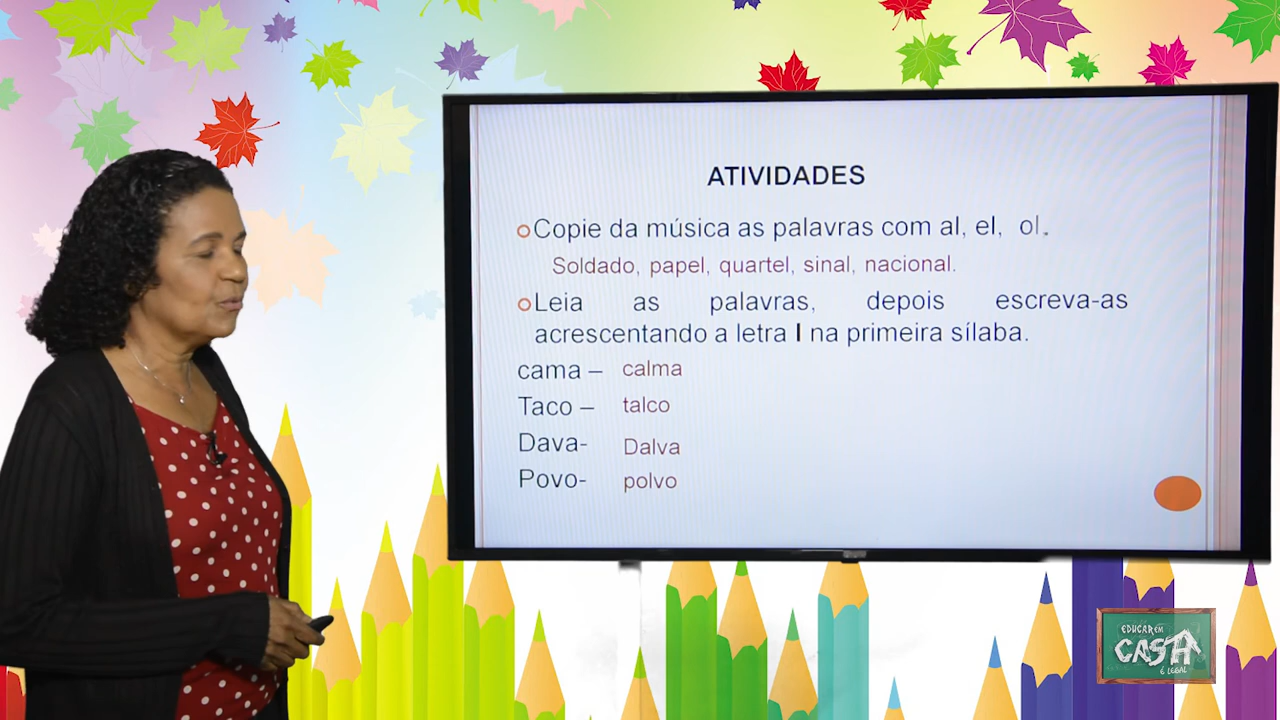 ATIVIDADES
Copie da música as palavras com al, el, ol.
Soldado, papel, quartel, sinal, nacional.
Leia as palavras, depois escreva-as
acrescentando a letra l na primeira sílaba.
cama – calma
Taco – talco
Dava- Dalva
Povo- polvo
EDUCAR EM
CASA
É LEGAL